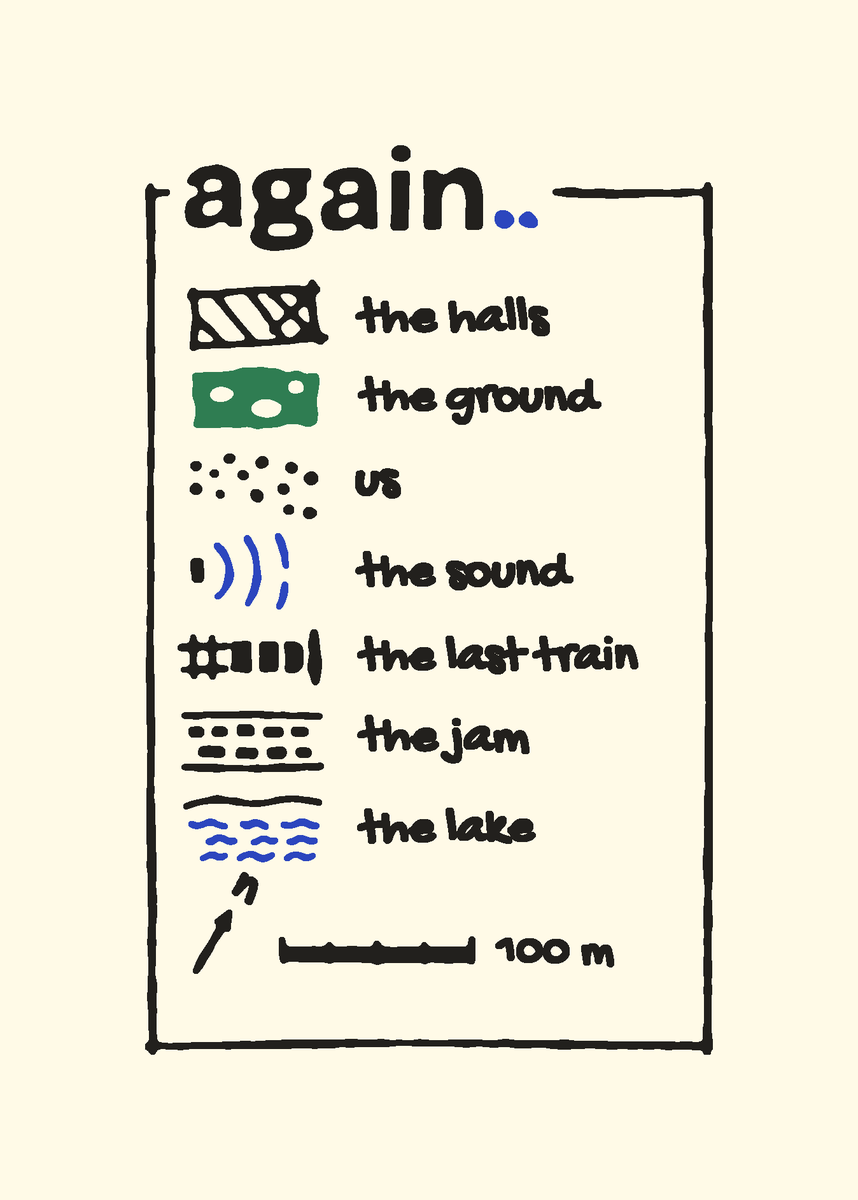 again..
the halls
the ground
us
the sound
the last train
the jam
the lake
n
100 m